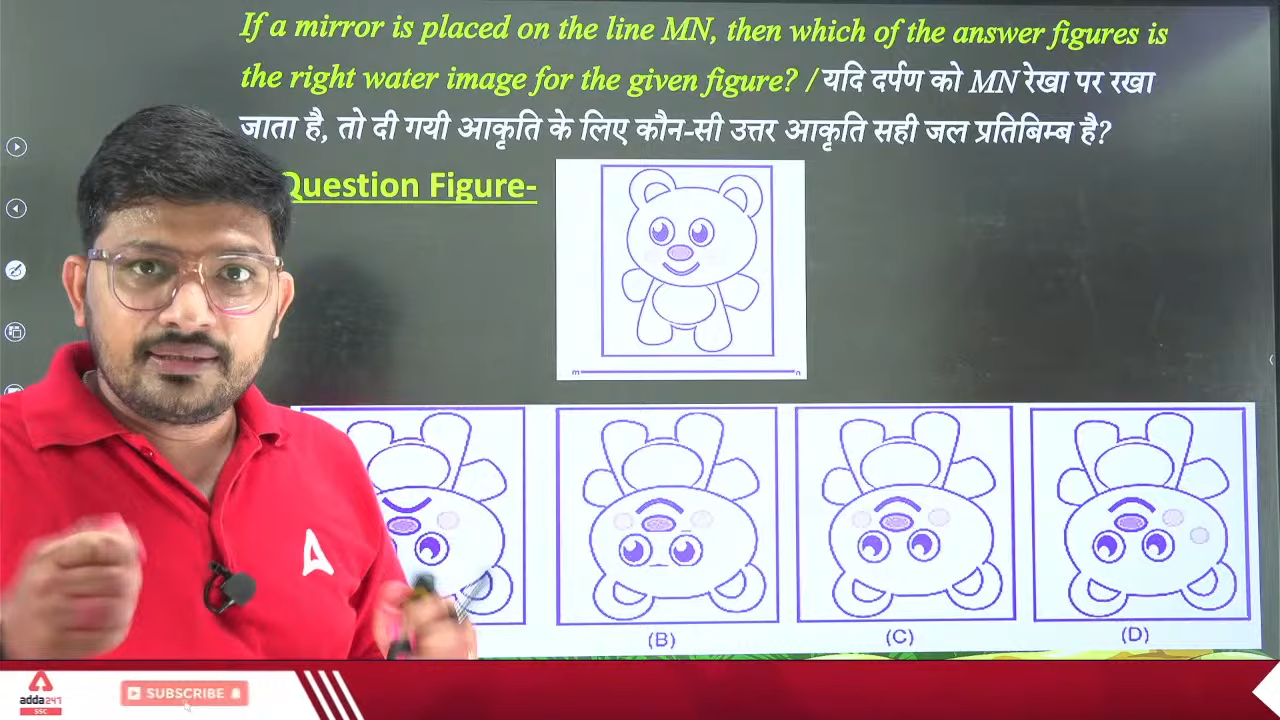 If a mirror is placed on the line MN, then which of the answer figures is
the right water image for the given figure? / यदि दर्पण को MN रेखा पर रखा
जाता है, तो दी गयी आकृति के लिए कौन-सी उत्तर आकृति सही जल प्रतिबिम्ब है?
Question Figure-
m n
(B) (C) (D)
A
adda247
SSC
SUBSCRIBE